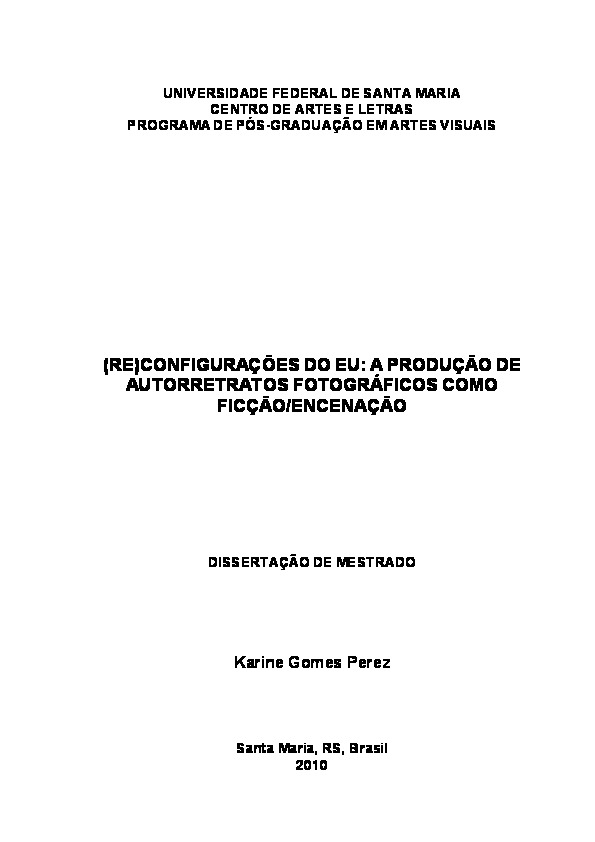 UNIVERSIDADE FEDERAL DE SANTA MARIA
CENTRO DE ARTES E LETRAS
PROGRAMA DE PÓS-GRADUAÇÃO EM ARTES VISUAIS
(RE)CONFIGURAÇÕES DO EU: A PRODUÇÃO DE
AUTORRETRATOS FOTOGRÁFICOS COMO
FICÇÃO/ENCENAÇÃO
DISSERTAÇÃO DE MESTRADO
Karine Gomes Perez
Santa Maria, RS, Brasil
2010